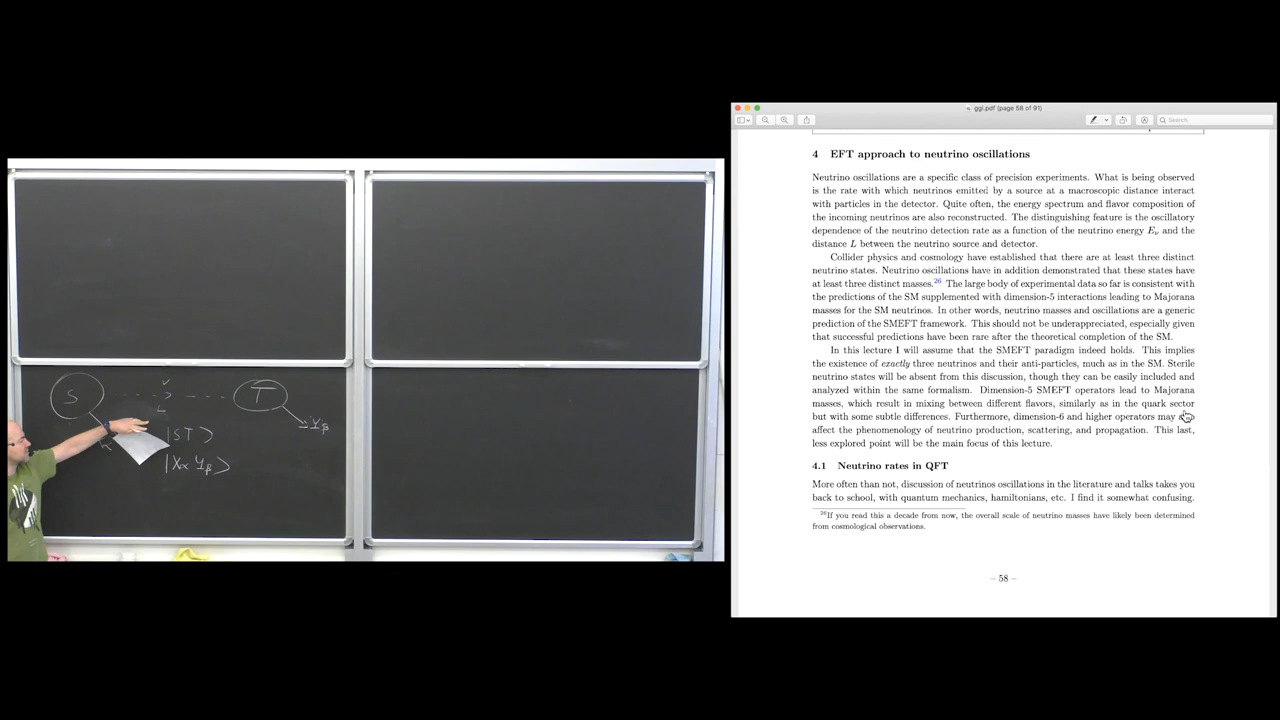 S ν L T
Y_β
|ST⟩
|X_α Y_β⟩
ggi.pdf (page 58 of 91)
Search
4 EFT approach to neutrino oscillations
Neutrino oscillations are a specific class of precision experiments. What is being observed
is the rate with which neutrinos emitted by a source at a macroscopic distance interact
with particles in the detector. Quite often, the energy spectrum and flavor composition of
the incoming neutrinos are also reconstructed. The distinguishing feature is the oscillatory
dependence of the neutrino detection rate as a function of the neutrino energy E_ν and the
distance L between the neutrino source and detector.
Collider physics and cosmology have established that there are at least three distinct
neutrino states. Neutrino oscillations have in addition demonstrated that these states have
at least three distinct masses.26 The large body of experimental data so far is consistent with
the predictions of the SM supplemented with dimension-5 interactions leading to Majorana
masses for the SM neutrinos. In other words, neutrino masses and oscillations are a generic
prediction of the SMEFT framework. This should not be underappreciated, especially given
that successful predictions have been rare after the theoretical completion of the SM.
In this lecture I will assume that the SMEFT paradigm indeed holds. This implies
the existence of exactly three neutrinos and their anti-particles, much as in the SM. Sterile
neutrino states will be absent from this discussion, though they can be easily included and
analyzed within the same formalism. Dimension-5 SMEFT operators lead to Majorana
masses, which result in mixing between different flavors, similarly as in the quark sector
but with some subtle differences. Furthermore, dimension-6 and higher operators may
affect the phenomenology of neutrino production, scattering, and propagation. This last,
less explored point will be the main focus of this lecture.
4.1 Neutrino rates in QFT
More often than not, discussion of neutrinos oscillations in the literature and talks takes you
back to school, with quantum mechanics, hamiltonians, etc. I find it somewhat confusing.
26If you read this a decade from now, the overall scale of neutrino masses have likely been determined
from cosmological observations.
– 58 –